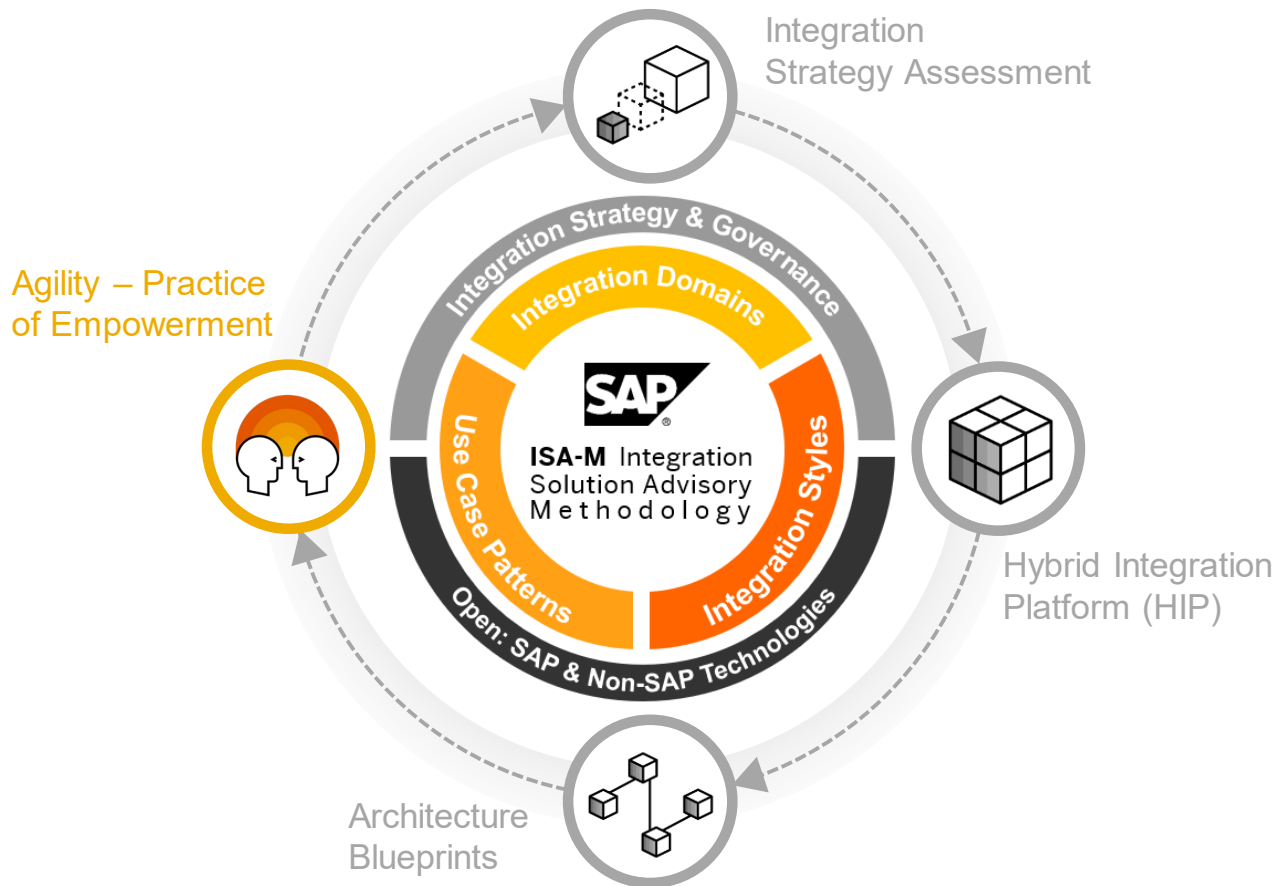 Integration
Strategy Assessment
Integration Strategy & Governance
Integration Domains
Agility – Practice
of Empowerment
SAP
®
ISA-M Integration
Solution Advisory
Methodology
Use Case Patterns
Integration Styles
Hybrid Integration
Platform (HIP)
Open: SAP & Non-SAP Technologies
Architecture
Blueprints